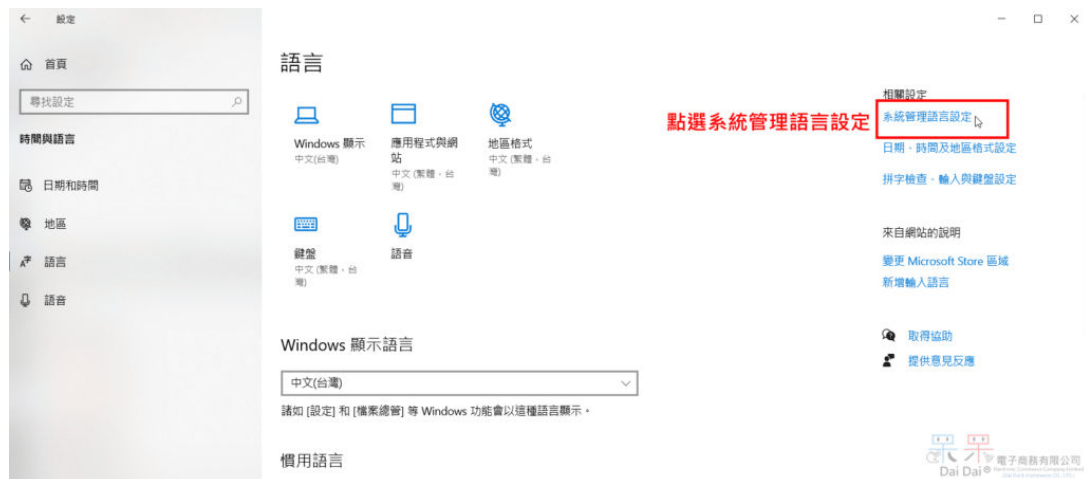 設定
首頁
尋找設定
時間與語言
日期和時間
地區
語言
語音
語言
Windows 顯示
中文(台灣)
應用程式與網
站
中文 (繁體，台
灣)
地區格式
中文 (繁體，台
灣)
鍵盤
中文 (繁體，台
灣)
語音
Windows 顯示語言
中文(台灣)
諸如 [設定] 和 [檔案總管] 等 Windows 功能會以這種語言顯示。
慣用語言
點選系統管理語言設定
相關設定
系統管理語言設定
日期、時間及地區格式設定
拼字檢查、輸入與鍵盤設定
來自網站的說明
變更 Microsoft Store 區域
新增輸入語言
取得協助
提供意見反應
Dai Dai®
電子商務有限公司